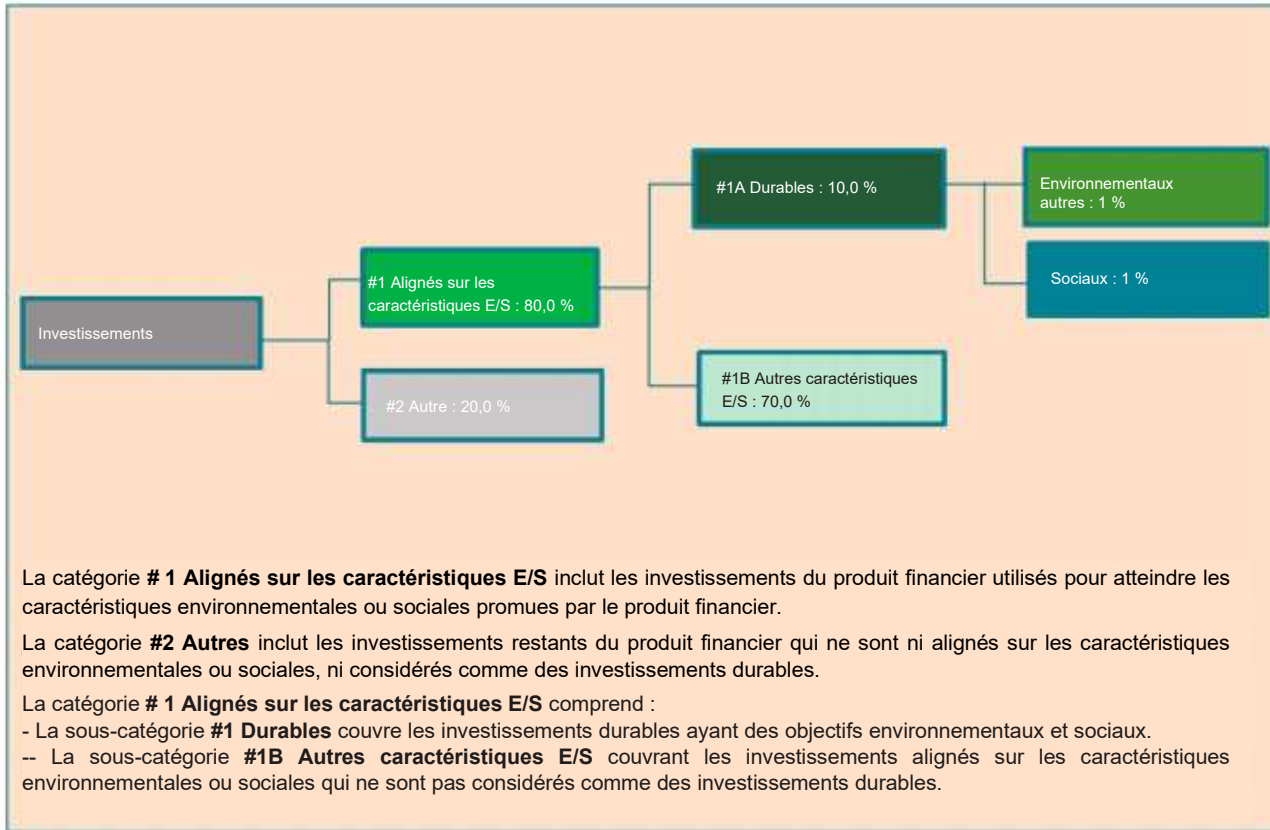 #1A Durables : 10,0 %
Environnementaux
autres : 1 %
#1 Alignés sur les
caractéristiques E/S : 80,0 %
Sociaux : 1 %
Investissements
#2 Autre : 20,0 %
#1B Autres caractéristiques
E/S : 70,0 %
La catégorie # 1 Alignés sur les caractéristiques E/S inclut les investissements du produit financier utilisés pour atteindre les
caractéristiques environnementales ou sociales promues par le produit financier.
La catégorie #2 Autres inclut les investissements restants du produit financier qui ne sont ni alignés sur les caractéristiques
environnementales ou sociales, ni considérés comme des investissements durables.
La catégorie # 1 Alignés sur les caractéristiques E/S comprend :
- La sous-catégorie #1 Durables couvre les investissements durables ayant des objectifs environnementaux et sociaux.
-- La sous-catégorie #1B Autres caractéristiques E/S couvrant les investissements alignés sur les caractéristiques
environnementales ou sociales qui ne sont pas considérés comme des investissements durables.